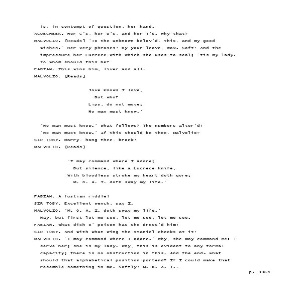 is, in contempt of question, her hand.
AGUECHEEK. Her C's, her U's, and her T's. Why that?
MALVOLIO. [Reads] 'To the unknown belov'd, this, and my good
wishes.' Her very phrases! By your leave, wax. Soft! and the
impressure her Lucrece with which she uses to seal; 'tis my lady.
To whom should this be?
FABIAN. This wins him, liver and all.
MALVOLIO. [Reads]
Jove knows I love,
But who?
Lips, do not move;
No man must know.'
'No man must know.' What follows? The numbers alter'd!
'No man must know.' If this should be thee, Malvolio?
SIR TOBY. Marry, hang thee, brock!
MALVOLIO. [Reads]
'I may command where I adore;
But silence, like a Lucrece knife,
With bloodless stroke my heart doth gore;
M. O. A. I. doth sway my life.'
FABIAN. A fustian riddle!
SIR TOBY. Excellent wench, say I.
MALVOLIO. 'M. O. A. I. doth sway my life.'
Nay, but first let me see, let me see, let me see.
FABIAN. What dish o' poison has she dress'd him!
SIR TOBY. And with what wing the staniel checks at it!
MALVOLIO. 'I may command where I adore.' Why, she may command me: I
serve her; she is my lady. Why, this is evident to any formal
capacity; there is no obstruction in this. And the end- what
should that alphabetical position portend? If I could make that
resemble something in me. Softly! M. O. A. I.-